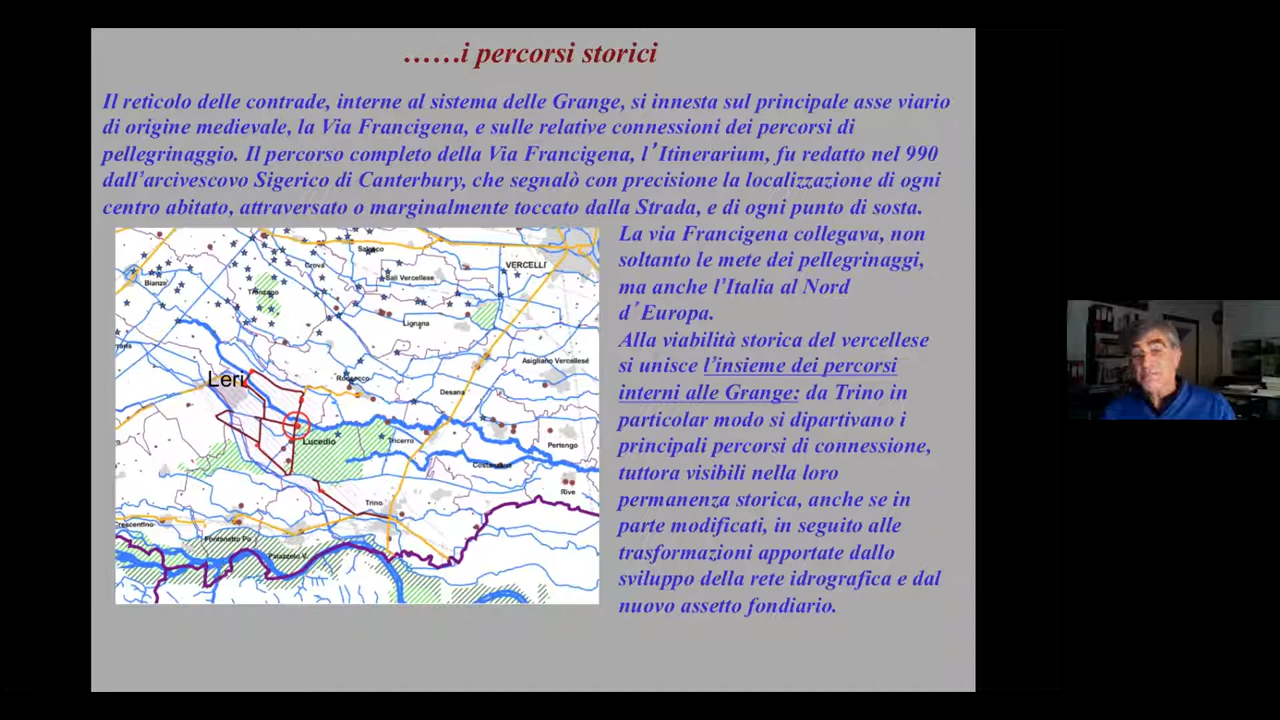 ……i percorsi storici
Il reticolo delle contrade, interne al sistema delle Grange, si innesta sul principale asse viario
di origine medievale, la Via Francigena, e sulle relative connessioni dei percorsi di
pellegrinaggio. Il percorso completo della Via Francigena, l’Itinerarium, fu redatto nel 990
dall’arcivescovo Sigerico di Canterbury, che segnalò con precisione la localizzazione di ogni
centro abitato, attraversato o marginalmente toccato dalla Strada, e di ogni punto di sosta.
La via Francigena collegava, non
soltanto le mete dei pellegrinaggi,
ma anche l’Italia al Nord
d’Europa.
Alla viabilità storica del vercellese
si unisce l’insieme dei percorsi
interni alle Grange: da Trino in
particolar modo si dipartivano i
principali percorsi di connessione,
tuttora visibili nella loro
permanenza storica, anche se in
parte modificati, in seguito alle
trasformazioni apportate dallo
sviluppo della rete idrografica e dal
nuovo assetto fondiario.
Salasco
Crova
VERCELLI
Bianzè
Sali Vercellese
Lignana
Asigliano Vercellese
Leri
Ronsecco
Desana
Lucedio
Tricerro
Pertengo
Costanzana
Rive
Trino
Crescentino
Fontanetto Po
Palazzolo V.